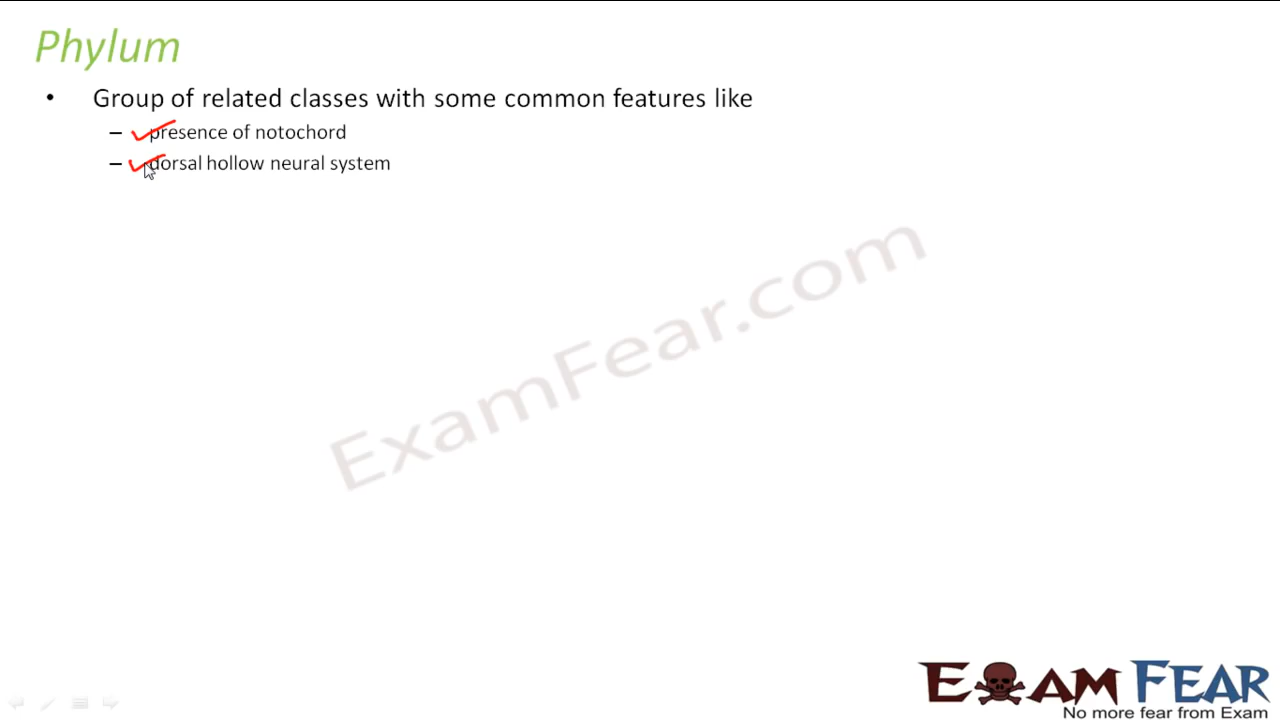 Phylum
• Group of related classes with some common features like
– presence of notochord
– dorsal hollow neural system
ExamFear.com
EXAM FEAR
No more fear from Exam